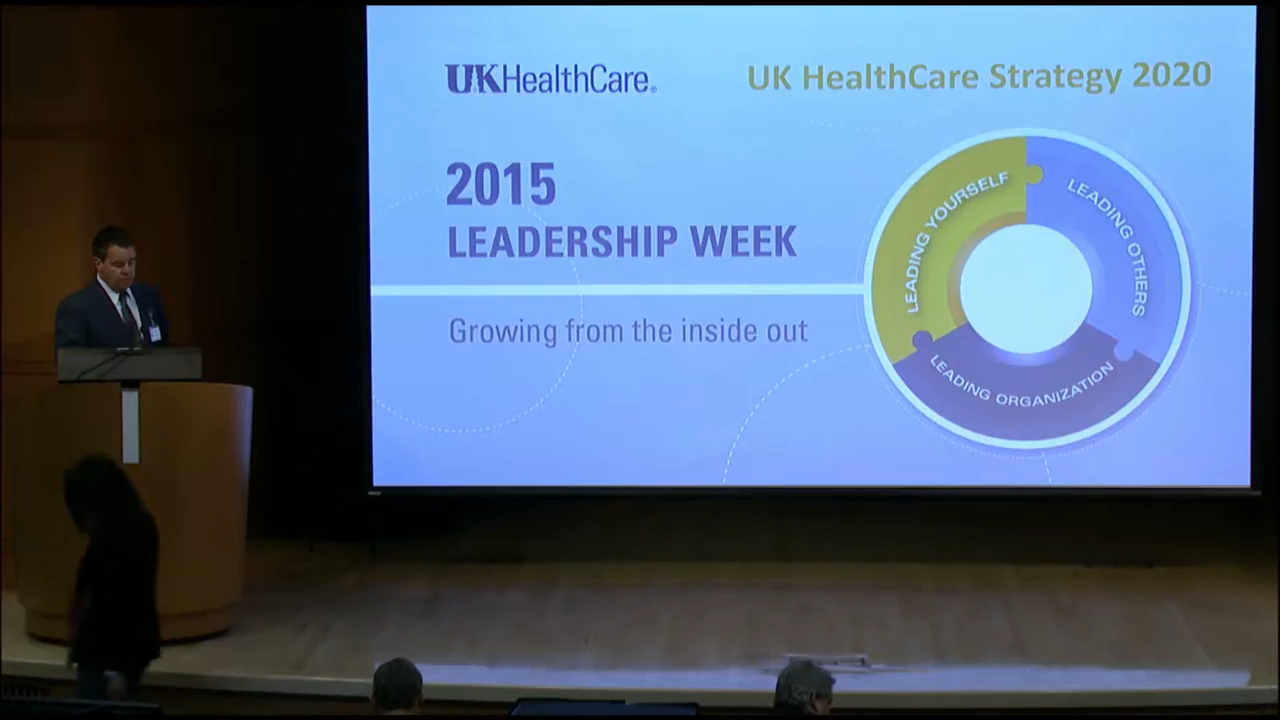 UKHealthCare.
UK HealthCare Strategy 2020
2015
LEADERSHIP WEEK
Growing from the inside out
LEADING YOURSELF
LEADING OTHERS
LEADING ORGANIZATION